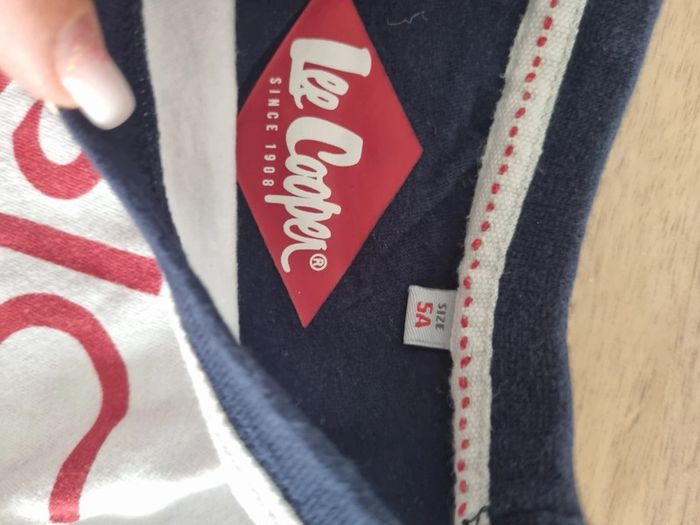 Lee Cooper®
SINCE 1908
SIZE
5A